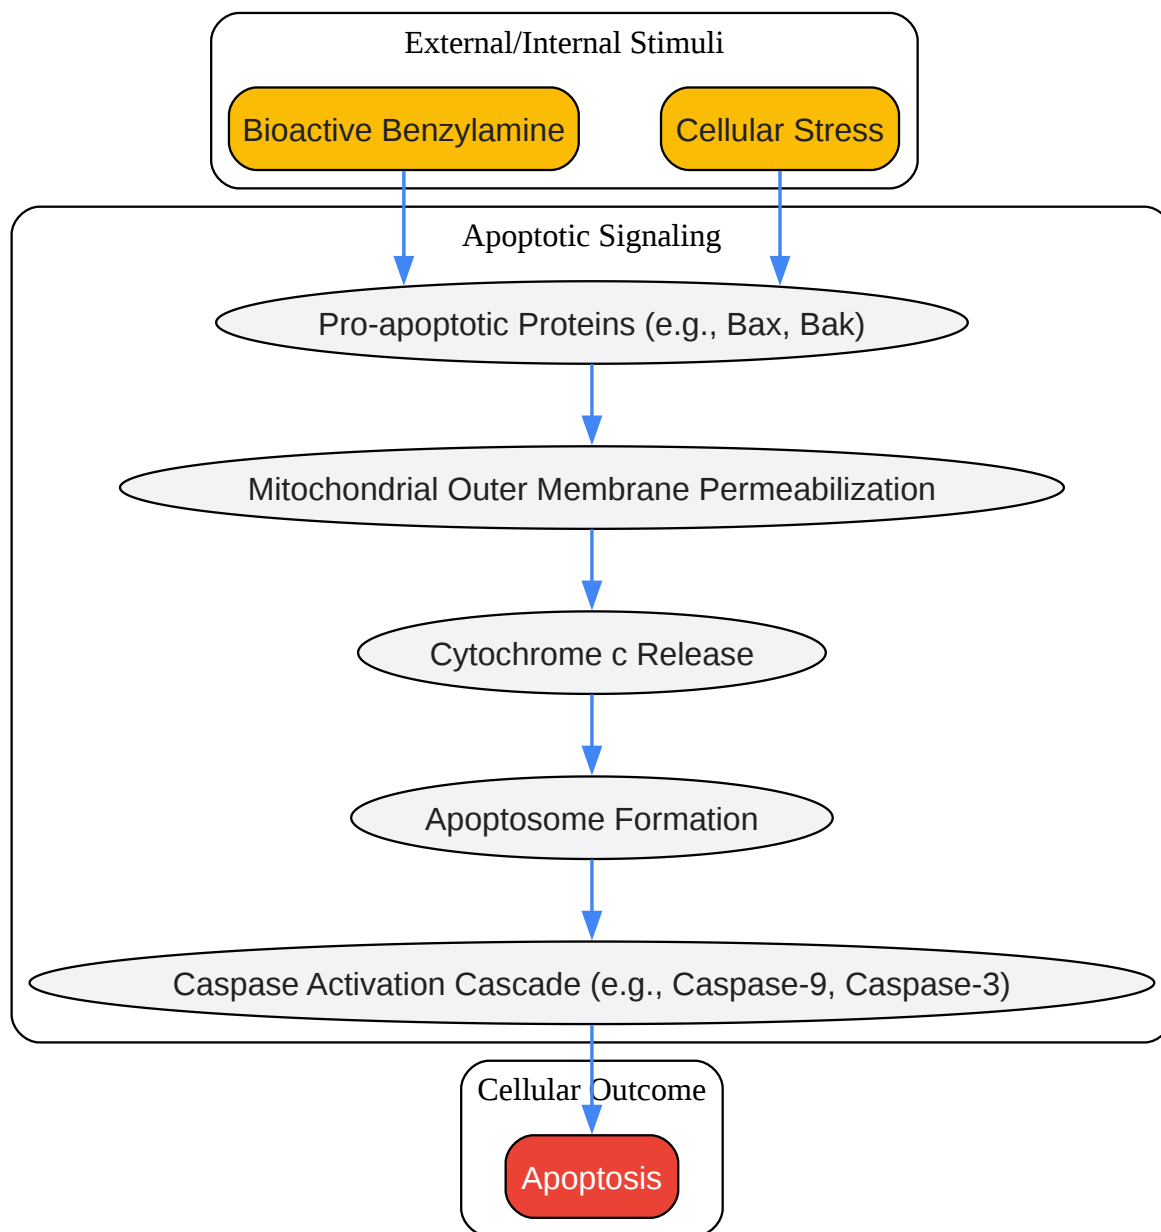 External/Internal Stimuli
Bioactive Benzylamine
Cellular Stress
Apoptotic Signaling
Pro-apoptotic Proteins (e.g., Bax, Bak)
Mitochondrial Outer Membrane Permeabilization
Cytochrome c Release
Apoptosome Formation
Caspase Activation Cascade (e.g., Caspase-9, Caspase-3)
Cellular Outcome
Apoptosis